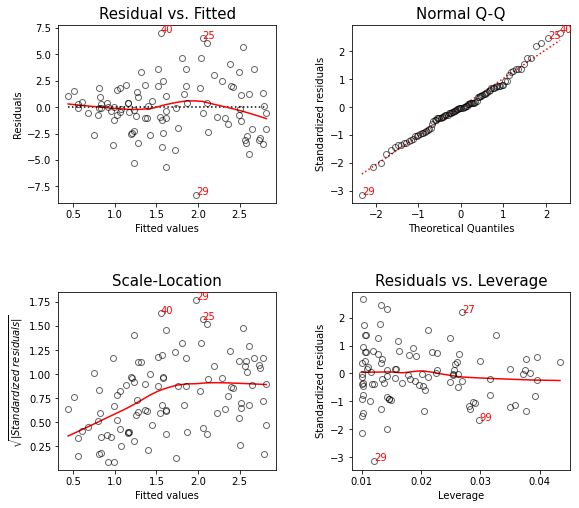 Residual vs. Fitted
Normal Q-Q
7.5
5.0
2.5
0.0
−2.5
−5.0
−7.5
Residuals
40
25
29
0.5 1.0 1.5 2.0 2.5
Fitted values
2
1
0
−1
−2
−3
Standardized residuals
25
40
29
−2 −1 0 1 2
Theoretical Quantiles
Scale-Location
Residuals vs. Leverage
1.75
1.50
1.25
1.00
0.75
0.50
0.25
√|Standardized residuals|
29
40
25
0.5 1.0 1.5 2.0 2.5
Fitted values
2
1
0
−1
−2
−3
Standardized residuals
27
99
29
0.01 0.02 0.03 0.04
Leverage